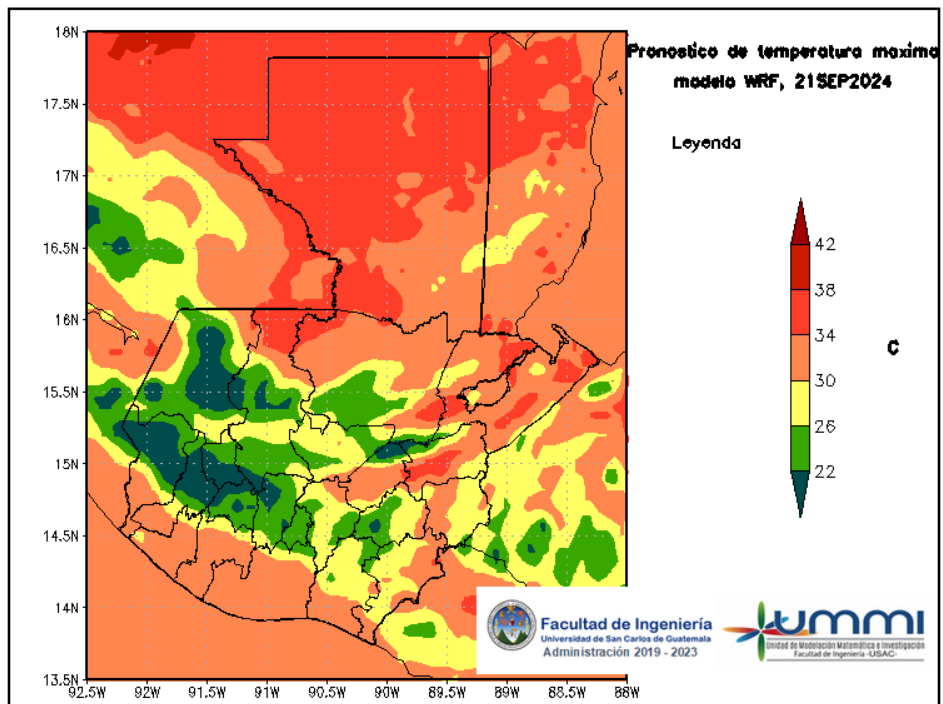 Pronostico de temperatura maxima
modelo WRF, 21SEP2024
Leyenda
42
38
34
30
26
22
C
18N
17.5N
17N
16.5N
16N
15.5N
15N
14.5N
14N
13.5N
92.5W 92W 91.5W 91W 90.5W 90W 89.5W 89W 88.5W 88W
Facultad de Ingeniería
Universidad de San Carlos de Guatemala
Administración 2019 - 2023
ummi
Unidad de Modelación Matemática e Investigación
Facultad de Ingeniería -USAC-